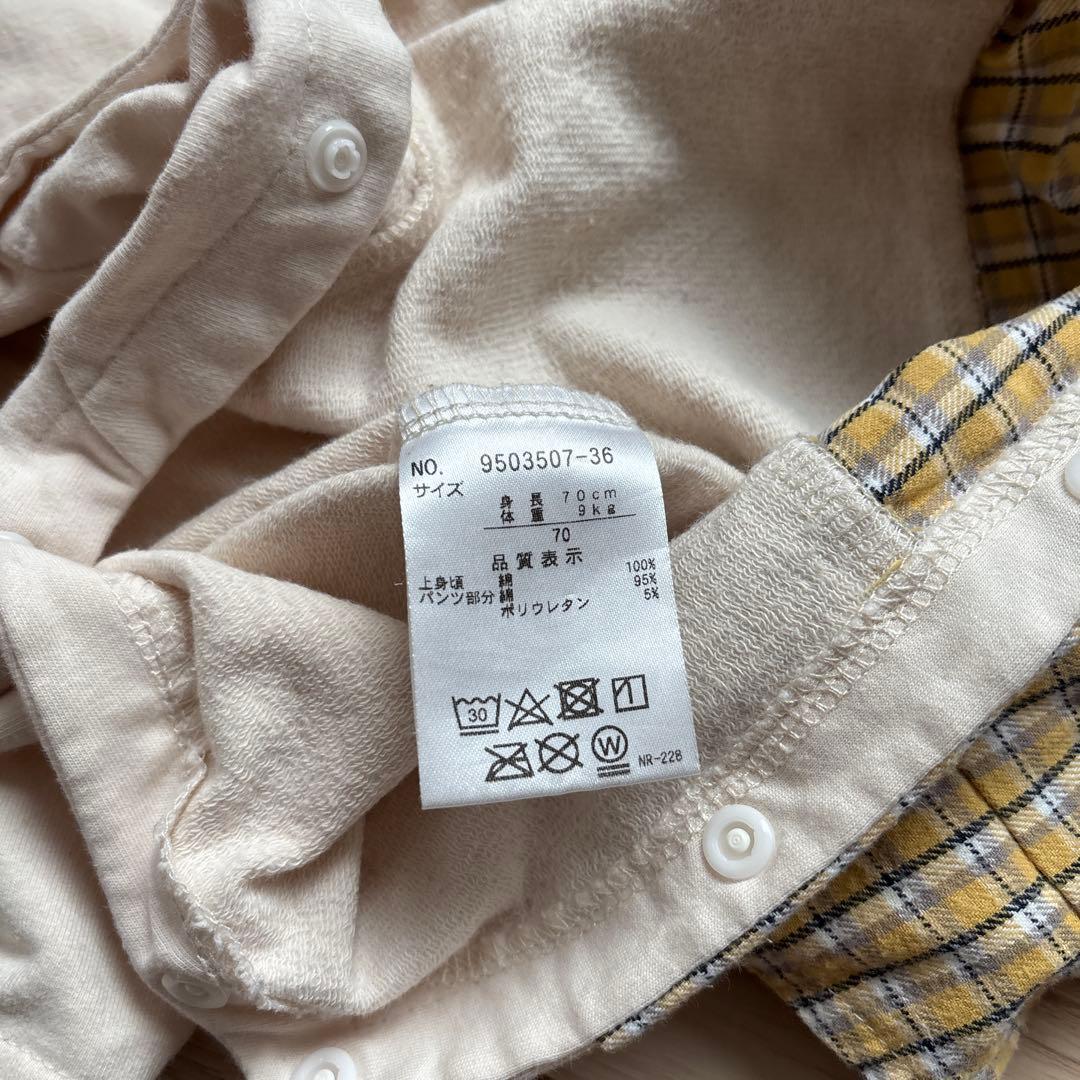 NO. 9503507-36
サイズ
身長 70cm
体重 9kg
70
品質表示
上身頃 綿 100%
パンツ部分 綿 95%
ポリウレタン 5%
30
W
NR-228